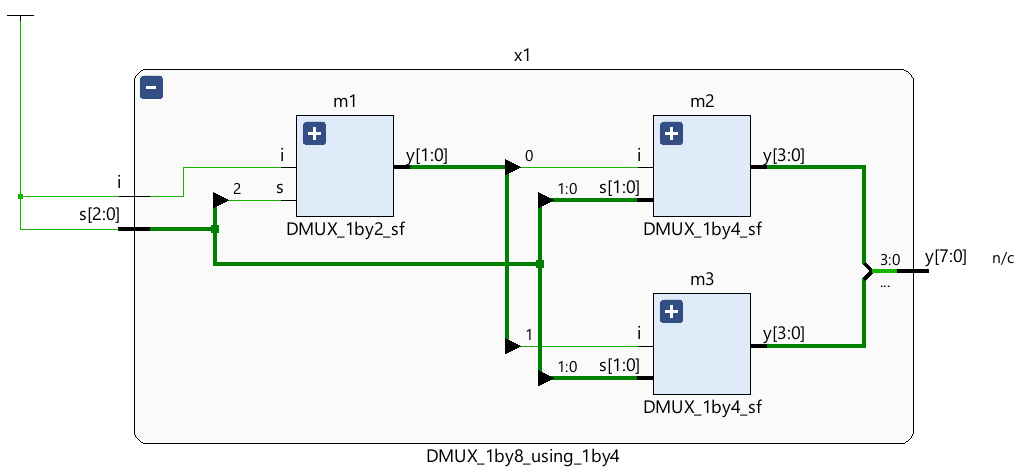 x1
m1
m2
i
y[1:0]
0
i
y[3:0]
i
2
s
1:0
s[1:0]
s[2:0]
DMUX_1by2_sf
DMUX_1by4_sf
3:0
y[7:0]
n/c
...
m3
1
i
y[3:0]
1:0
s[1:0]
DMUX_1by4_sf
DMUX_1by8_using_1by4